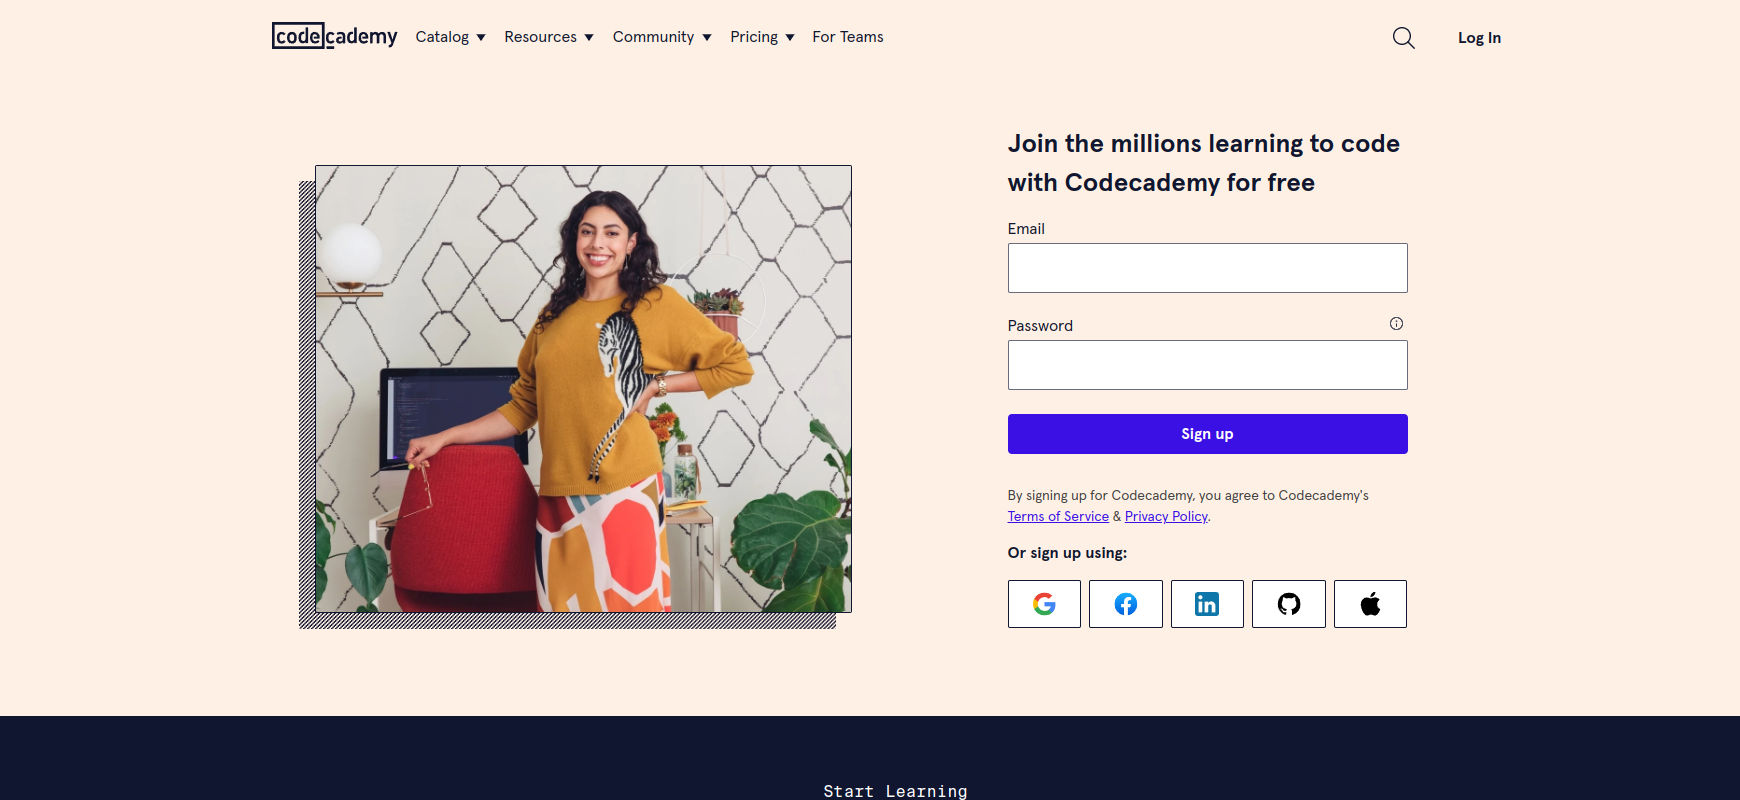 codecademy
Catalog
Resources
Community
Pricing
For Teams
Log In
Join the millions learning to code
with Codecademy for free
Email
Password
Sign up
By signing up for Codecademy, you agree to Codecademy's
Terms of Service & Privacy Policy.
Or sign up using:
Start Learning